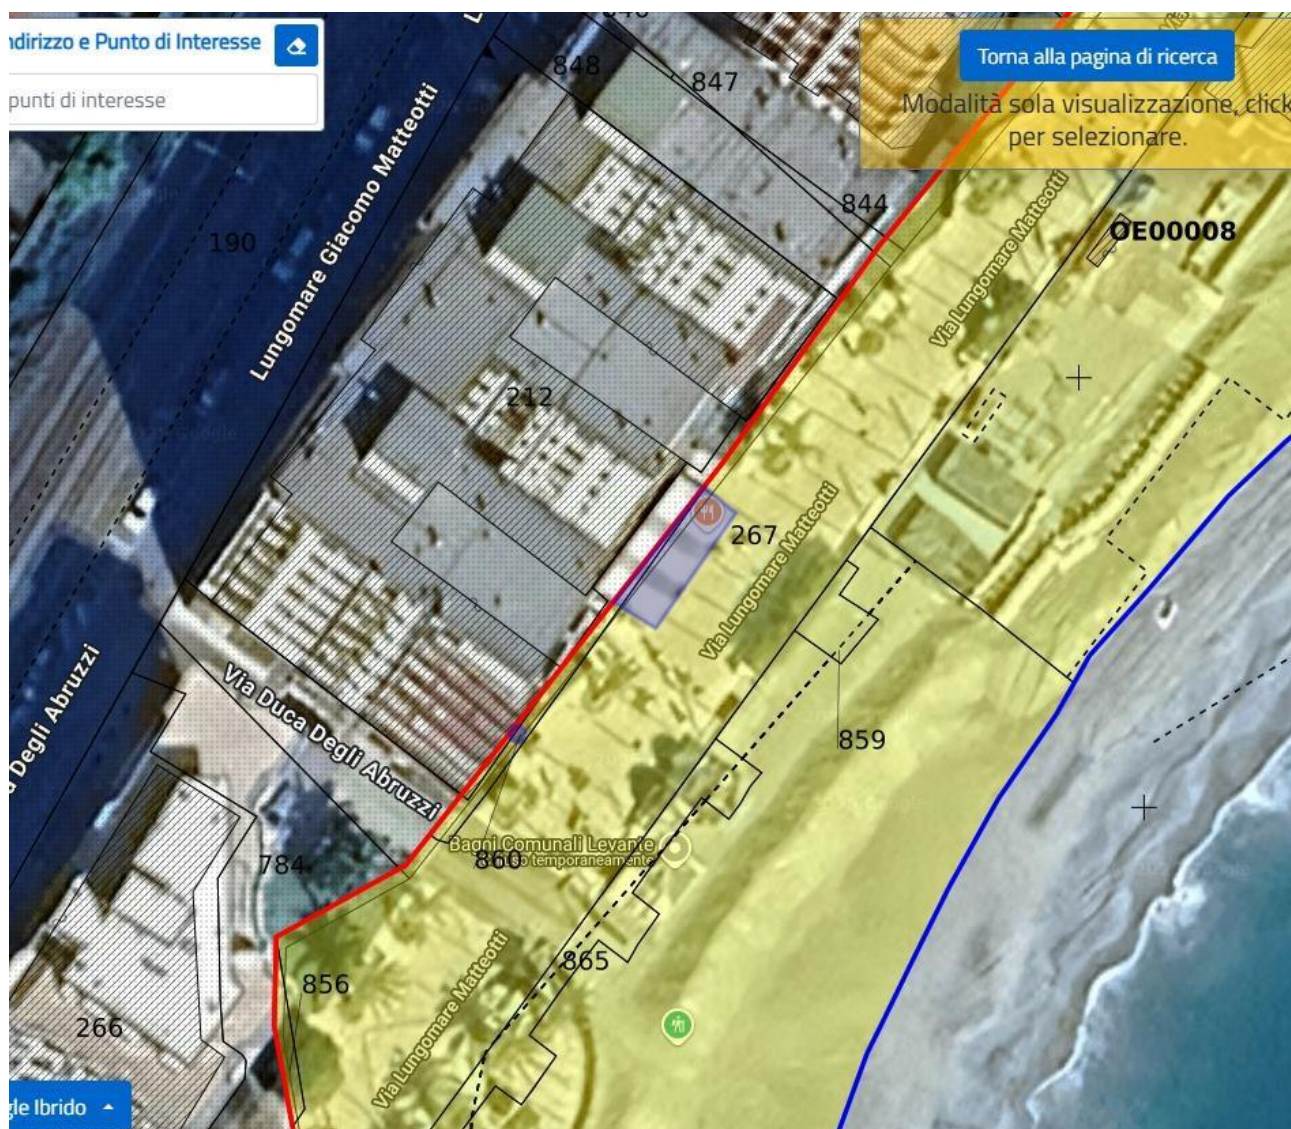 ndirizzo e Punto di Interesse
punti di interesse
Torna alla pagina di ricerca
Modalità sola visualizzazione, click
per selezionare.
848
847
844
190
Lungomare Giacomo Matteotti
Via Lungomare Matteotti
OE00008
212
267
Via Lungomare Matteotti
Via Duca Degli Abruzzi
Degli Abruzzi
859
Bagni Comunali Levante
temporaneamente
860
784
865
856
Via Lungomare Matteotti
266
gle Ibrido